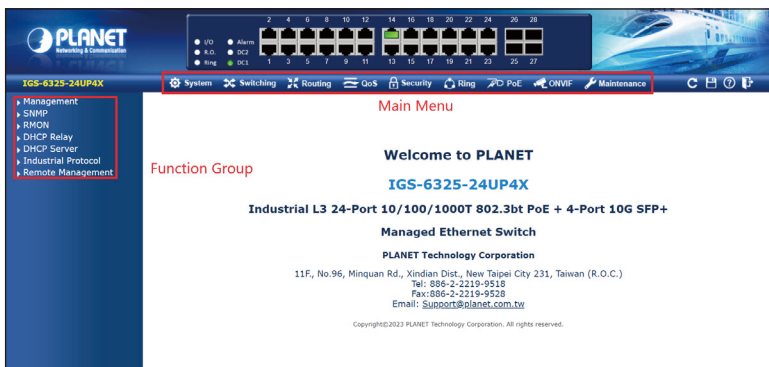 PLANET
Networking & Communication
2 4 6 8 10 12 14 16 18 20 22 24 26 28
I/O Alarm
R.O. DC2
Ring DC1
1 3 5 7 9 11 13 15 17 19 21 23 25 27
IGS-6325-24UP4X
System Switching Routing QoS Security Ring PoE ONVIF Maintenance
Main Menu
Management
SNMP
RMON
DHCP Relay
DHCP Server
Industrial Protocol
Remote Management
Function Group
Welcome to PLANET
IGS-6325-24UP4X
Industrial L3 24-Port 10/100/1000T 802.3bt PoE + 4-Port 10G SFP+
Managed Ethernet Switch
PLANET Technology Corporation
11F., No.96, Minquan Rd., Xindian Dist., New Taipei City 231, Taiwan (R.O.C.)
Tel: 886-2-2219-9518
Fax:886-2-2219-9528
Email: Support@planet.com.tw
Copyright©2023 PLANET Technology Corporation. All rights reserved.